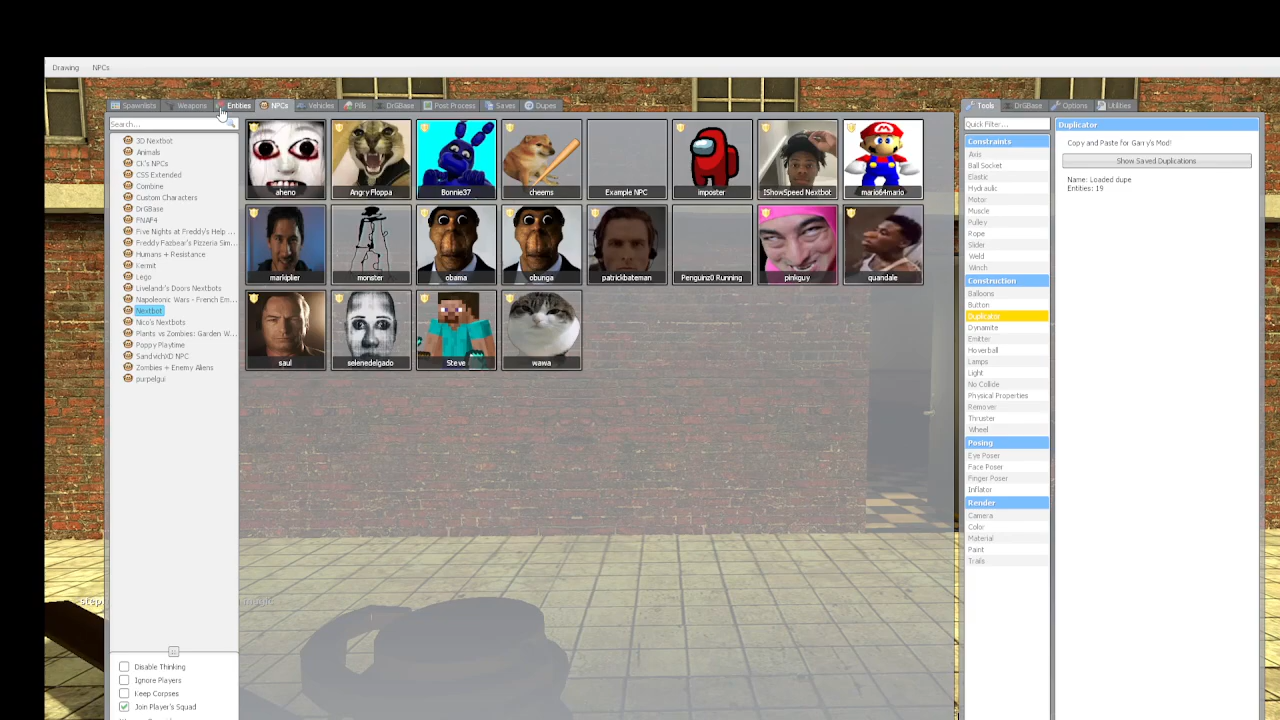 Drawing NPCs
Spawnlists Weapons Entities NPCs Vehicles Pills DrGBase Post Process Saves Dupes
Search...
3D Nextbot
Animals
CSS Extended
Combine
Custom Characters
DrGBase
FNAF4
Five Nights at Freddy's Help ...
Freddy Fazbear's Pizzeria Sim...
Humans + Resistance
Kermit
Lego
Livelandr's Doors Nextbots
Napoleonic Wars - French Em...
Nextbot
Nico's Nextbots
Plants vs Zombies: Garden W...
Poppy Playtime
SandwichXD NPC
Zombies + Enemy Aliens
purpelgui
Disable Thinking
Ignore Players
Keep Corpses
Join Player's Squad
aheno Angry Floppa Bonnie37 cheems Example NPC imposter IShowSpeed Nextbot mario64mario
markiplier monster obama obunga patrickbateman Penguinz0 Running pinkguy quandale
saul selenedelgado Steve wawa
Tools DrGBase Options Utilities
Quick Filter...
Constraints
Axis
Ball Socket
Elastic
Hydraulic
Motor
Muscle
Pulley
Rope
Slider
Weld
Winch
Construction
Balloons
Button
Duplicator
Dynamite
Emitter
Hoverball
Lamps
Light
No Collide
Physical Properties
Remover
Thruster
Wheel
Posing
Eye Poser
Face Poser
Finger Poser
Inflator
Render
Camera
Color
Material
Paint
Trails
Duplicator
Copy and Paste for Garry's Mod!
Show Saved Duplications
Name: Loaded dupe
Entities: 19